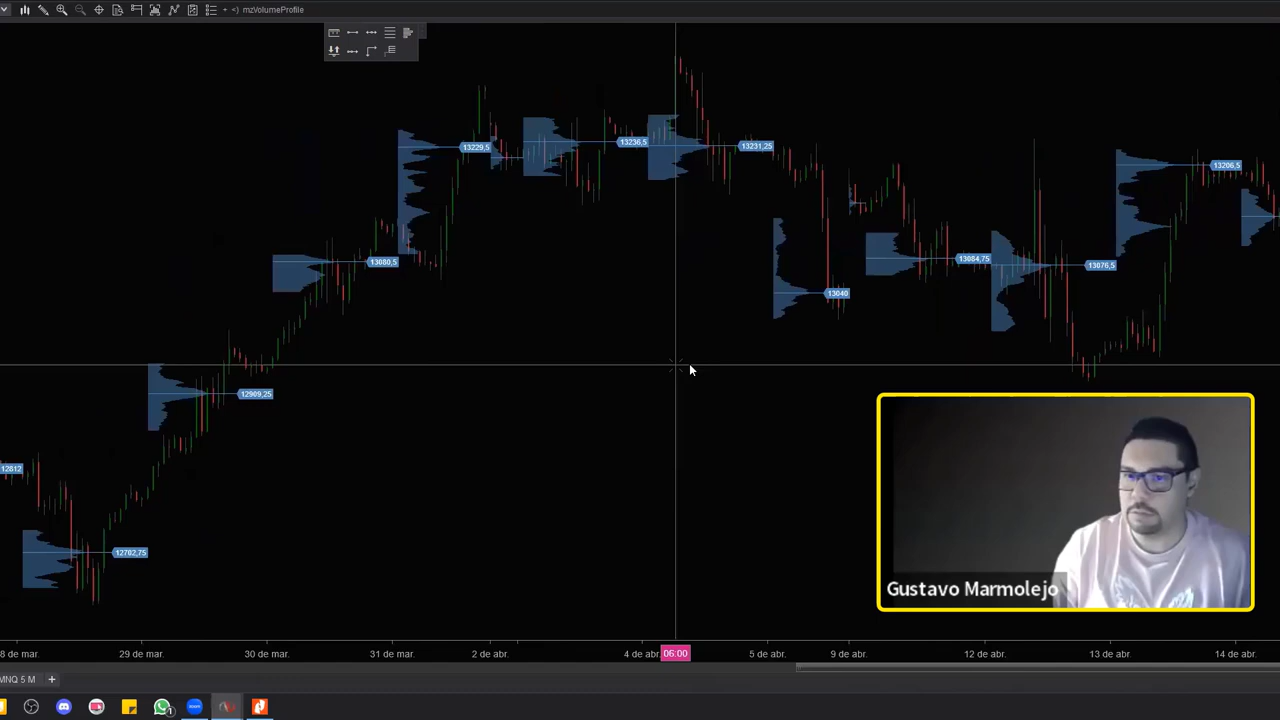 mzVolumeProfile
13229,5
13236,5
13231,25
13206,5
13080,5
13084,75
13076,5
13040
12909,25
12812
12702,75
Gustavo Marmolejo
8 de mar.
29 de mar.
30 de mar.
31 de mar.
2 de abr.
4 de abr
06:00
5 de abr.
9 de abr.
12 de abr.
13 de abr.
14 de abr.
MNQ 5 M
1